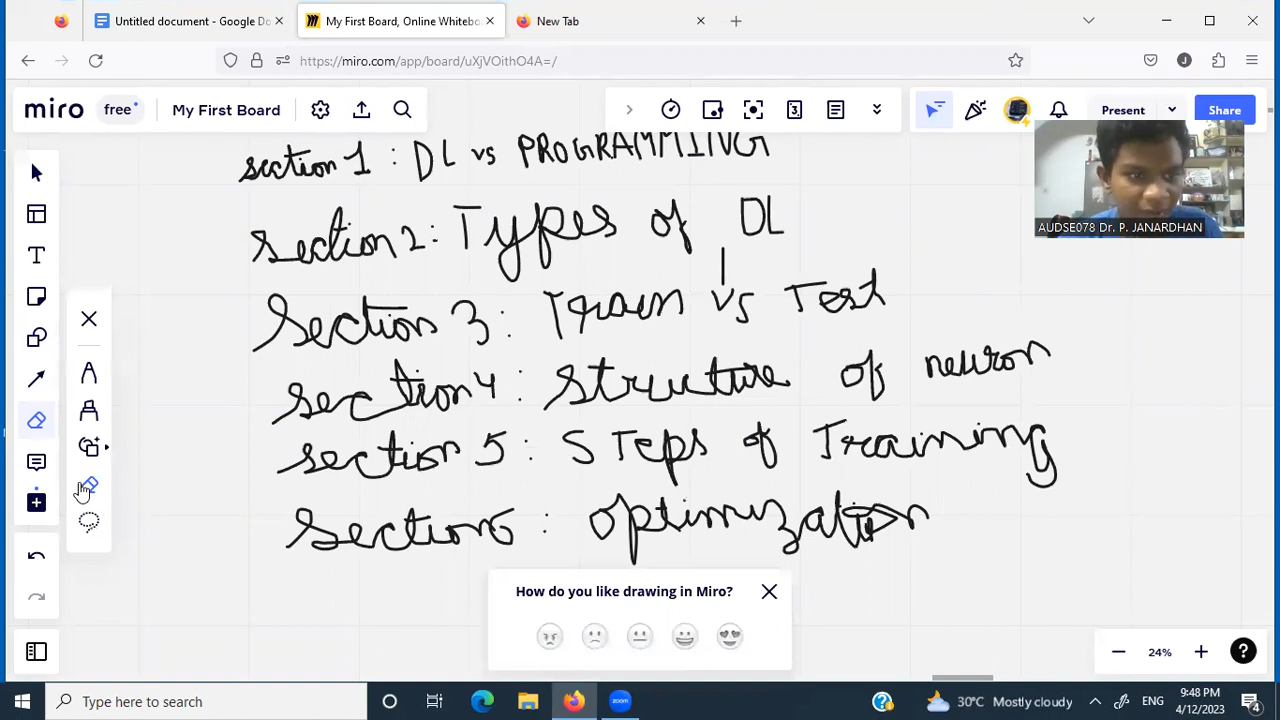 Untitled document - Google Do
My First Board, Online Whitebo
New Tab
https://miro.com/app/board/uXjVOithO4A=/
miro
free
My First Board
3
Present
Share
section 1 : DL vs PROGRAMMING
AUDSE078 Dr. P. JANARDHAN
section 2 : Types of DL
Section 3 : Train vs Test
section 4 : structure of neuron
section 5 : STeps of Training
section 6 : optimization
How do you like drawing in Miro?
24%
?
Type here to search
30°C Mostly cloudy
ENG
9:48 PM
4/12/2023
4